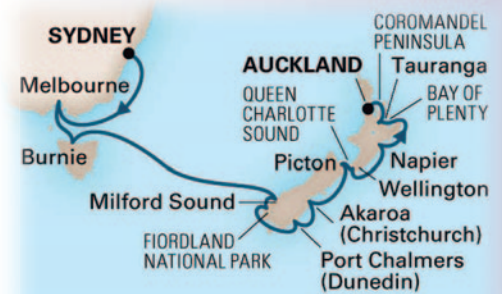 SYDNEY
Melbourne
Burnie
Milford Sound
FIORDLAND
NATIONAL PARK
COROMANDEL
PENINSULA
AUCKLAND
Tauranga
QUEEN
CHARLOTTE
SOUND
BAY OF
PLENTY
Picton
Napier
Wellington
Akaroa
(Christchurch)
Port Chalmers
(Dunedin)